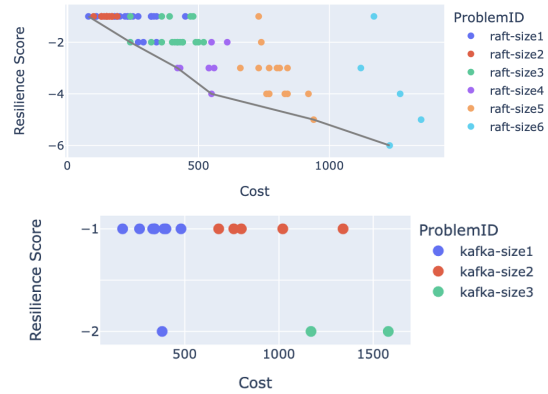 ProblemID
raft-size1
raft-size2
raft-size3
raft-size4
raft-size5
raft-size6
Resilience Score
−2
−4
−6
0
500
1000
Cost
ProblemID
kafka-size1
kafka-size2
kafka-size3
Resilience Score
−1
−2
500
1000
1500
Cost